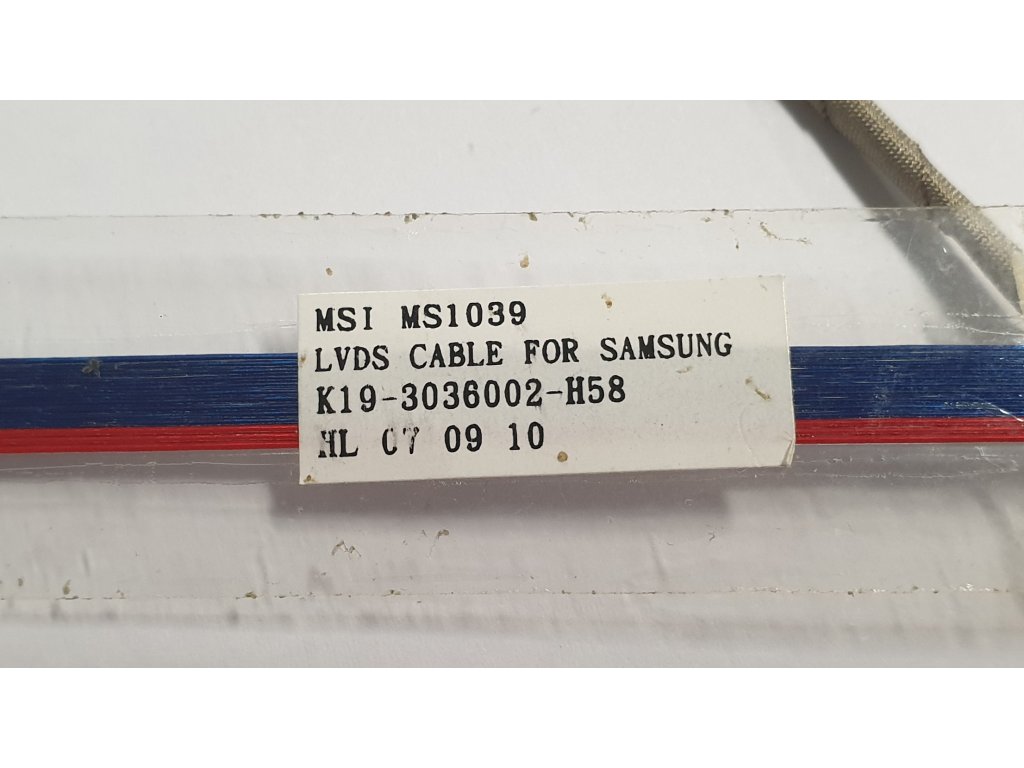 MSI MS1039
LVDS CABLE FOR SAMSUNG
K19-3036002-H58
HL 07 09 10